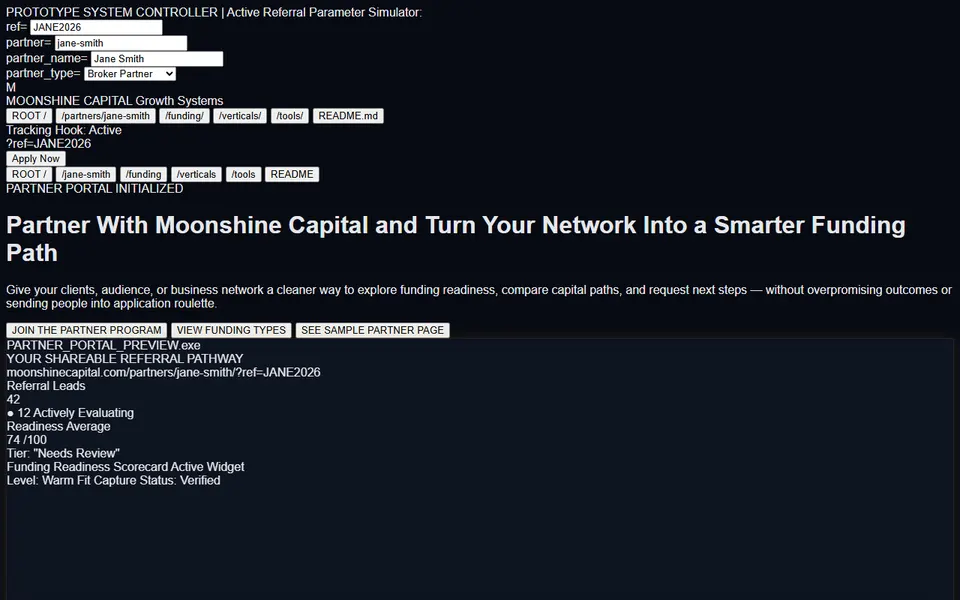 PROTOTYPE SYSTEM CONTROLLER | Active Referral Parameter Simulator:
ref= JANE2026
partner= jane-smith
partner_name= Jane Smith
partner_type= Broker Partner
M
MOONSHINE CAPITAL Growth Systems
ROOT / /partners/jane-smith /funding/ /verticals/ /tools/ README.md
Tracking Hook: Active
?ref=JANE2026
Apply Now
ROOT / /jane-smith /funding /verticals /tools README
PARTNER PORTAL INITIALIZED
Partner With Moonshine Capital and Turn Your Network Into a Smarter Funding
Path
Give your clients, audience, or business network a cleaner way to explore funding readiness, compare capital paths, and request next steps — without overpromising outcomes or
sending people into application roulette.
JOIN THE PARTNER PROGRAM VIEW FUNDING TYPES SEE SAMPLE PARTNER PAGE
PARTNER_PORTAL_PREVIEW.exe
YOUR SHAREABLE REFERRAL PATHWAY
moonshinecapital.com/partners/jane-smith/?ref=JANE2026
Referral Leads
42
● 12 Actively Evaluating
Readiness Average
74 /100
Tier: "Needs Review"
Funding Readiness Scorecard Active Widget
Level: Warm Fit Capture Status: Verified